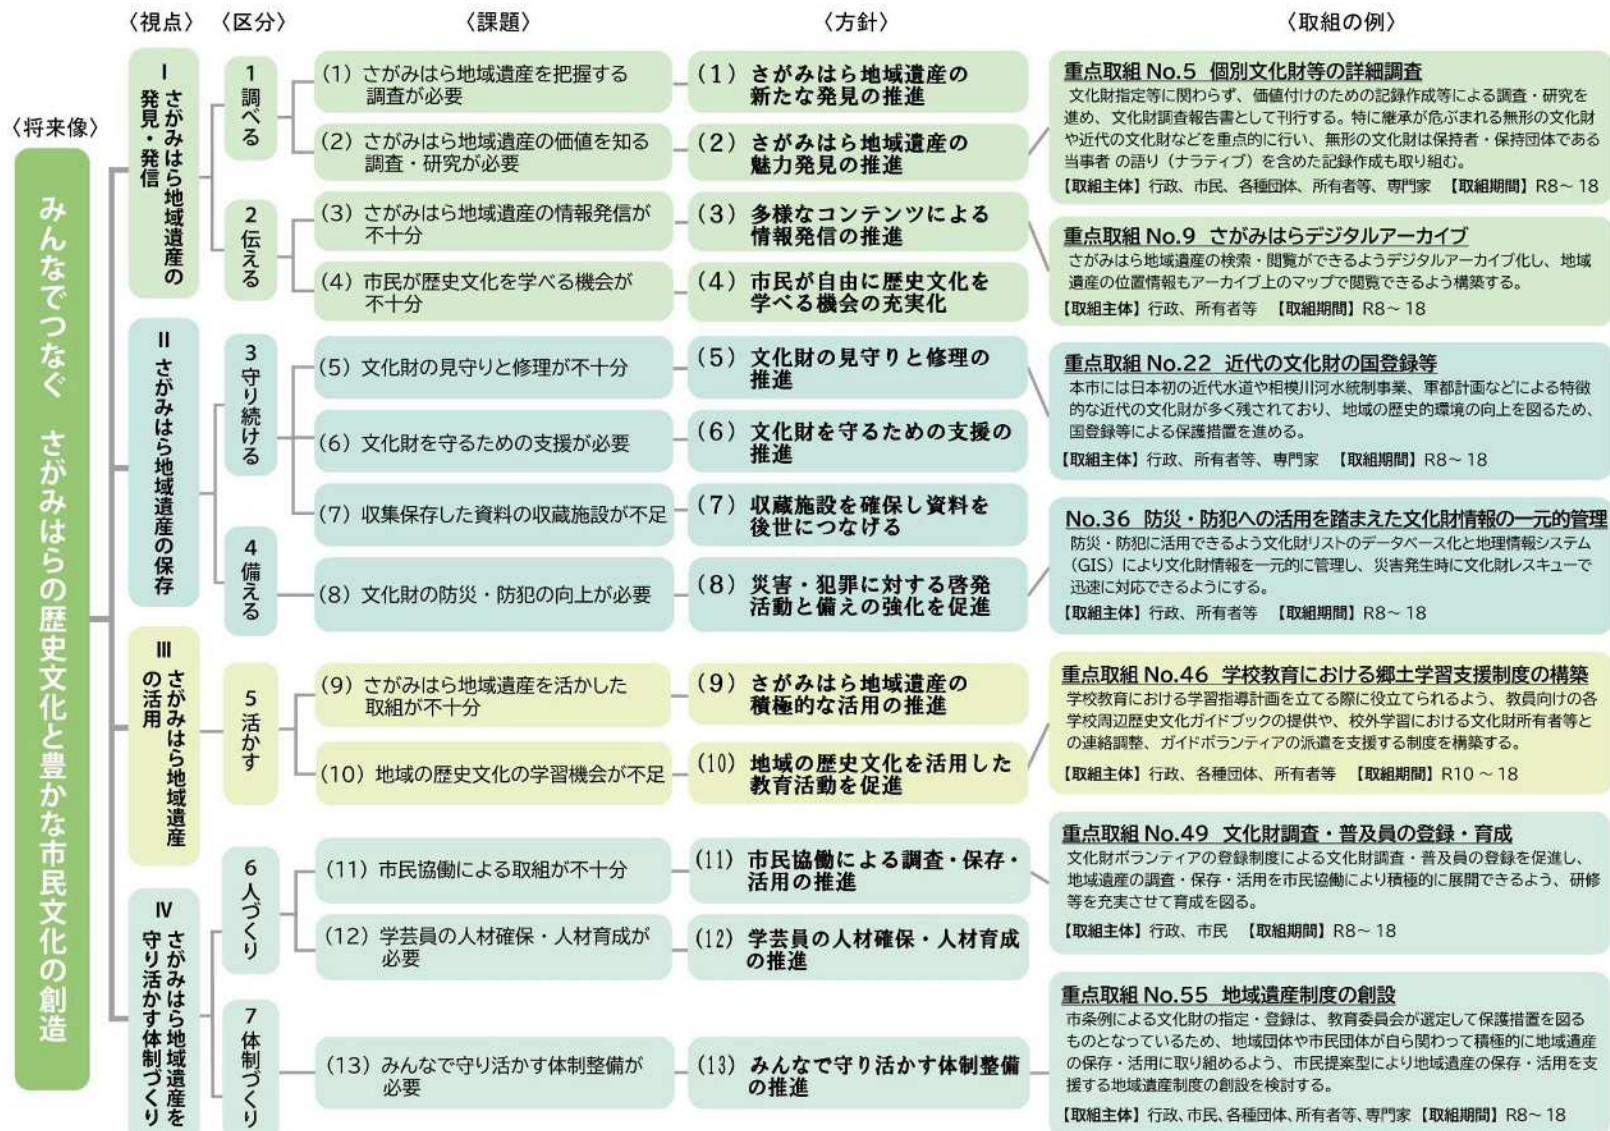 〈将来像〉
みんなでつなぐ　さがみはらの歴史文化と豊かな市民文化の創造
〈視点〉
〈区分〉
〈課題〉
〈方針〉
〈取組の例〉
Ⅰ さがみはら地域遺産の
発見・発信
1 調べる
(1) さがみはら地域遺産を把握する
調査が必要
(1) さがみはら地域遺産の
新たな発見の推進
(2) さがみはら地域遺産の価値を知る
調査・研究が必要
(2) さがみはら地域遺産の
魅力発見の推進
重点取組 No.5 個別文化財等の詳細調査
文化財指定等に関わらず、価値付けのための記録作成等による調査・研究を
進め、文化財調査報告書として刊行する。特に継承が危ぶまれる無形の文化財
や近代の文化財などを重点的に行い、無形の文化財は保持者・保持団体である
当事者 の語り（ナラティブ）を含めた記録作成も取り組む。
【取組主体】行政、市民、各種団体、所有者等、専門家 【取組期間】R8～18
2 伝える
(3) さがみはら地域遺産の情報発信が
不十分
(3) 多様なコンテンツによる
情報発信の推進
(4) 市民が歴史文化を学べる機会が
不十分
(4) 市民が自由に歴史文化を
学べる機会の充実化
重点取組 No.9 さがみはらデジタルアーカイブ
さがみはら地域遺産の検索・閲覧ができるようデジタルアーカイブ化し、地域
遺産の位置情報もアーカイブ上のマップで閲覧できるよう構築する。
【取組主体】行政、所有者等 【取組期間】R8～18
Ⅱ さがみはら地域遺産の保存
3 守り続ける
(5) 文化財の見守りと修理が不十分
(5) 文化財の見守りと修理の
推進
(6) 文化財を守るための支援が必要
(6) 文化財を守るための支援の
推進
(7) 収集保存した資料の収蔵施設が不足
(7) 収蔵施設を確保し資料を
後世につなげる
重点取組 No.22 近代の文化財の国登録等
本市には日本初の近代水道や相模川河水統制事業、軍都計画などによる特徴
的な近代の文化財が多く残されており、地域の歴史的環境の向上を図るため、
国登録等による保護措置を進める。
【取組主体】行政、所有者等、専門家 【取組期間】R8～18
4 備える
(8) 文化財の防災・防犯の向上が必要
(8) 災害・犯罪に対する啓発
活動と備えの強化を促進
No.36 防災・防犯への活用を踏まえた文化財情報の一元的管理
防災・防犯に活用できるよう文化財リストのデータベース化と地理情報システム
（GIS）により文化財情報を一元的に管理し、災害発生時に文化財レスキューで
迅速に対応できるようにする。
【取組主体】行政、所有者等 【取組期間】R8～18
Ⅲ さがみはら地域遺産
の活用
5 活かす
(9) さがみはら地域遺産を活かした
取組が不十分
(9) さがみはら地域遺産の
積極的な活用の推進
(10) 地域の歴史文化の学習機会が不足
(10) 地域の歴史文化を活用した
教育活動を促進
重点取組 No.46 学校教育における郷土学習支援制度の構築
学校教育における学習指導計画を立てる際に役立てられるよう、教員向けの各
学校周辺歴史文化ガイドブックの提供や、校外学習における文化財所有者等と
の連絡調整、ガイドボランティアの派遣を支援する制度を構築する。
【取組主体】行政、各種団体、所有者等 【取組期間】R10～18
Ⅳ さがみはら地域遺産を
守り活かす体制づくり
6 人づくり
(11) 市民協働による取組が不十分
(11) 市民協働による調査・保存・
活用の推進
(12) 学芸員の人材確保・人材育成が
必要
(12) 学芸員の人材確保・人材育成
の推進
重点取組 No.49 文化財調査・普及員の登録・育成
文化財ボランティアの登録制度による文化財調査・普及員の登録を促進し、
地域遺産の調査・保存・活用を市民協働により積極的に展開できるよう、研修
等を充実させて育成を図る。
【取組主体】行政、市民 【取組期間】R8～18
7 体制づくり
(13) みんなで守り活かす体制整備が
必要
(13) みんなで守り活かす体制整備
の推進
重点取組 No.55 地域遺産制度の創設
市条例による文化財の指定・登録は、教育委員会が選定して保護措置を図る
ものとなっているため、地域団体や市民団体が自ら関わって積極的に地域遺産
の保存・活用に取り組めるよう、市民提案型により地域遺産の保存・活用を支
援する地域遺産制度の創設を検討する。
【取組主体】行政、市民、各種団体、所有者等、専門家 【取組期間】R8～18